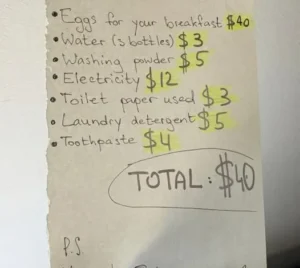 • Eggs for your breakfast $40
• Water (3 bottles) $3
• Washing powder $5
• Electricity $12
• Toilet paper used $3
• Laundry detergent $5
• Toothpaste $4
TOTAL: $40
P.S